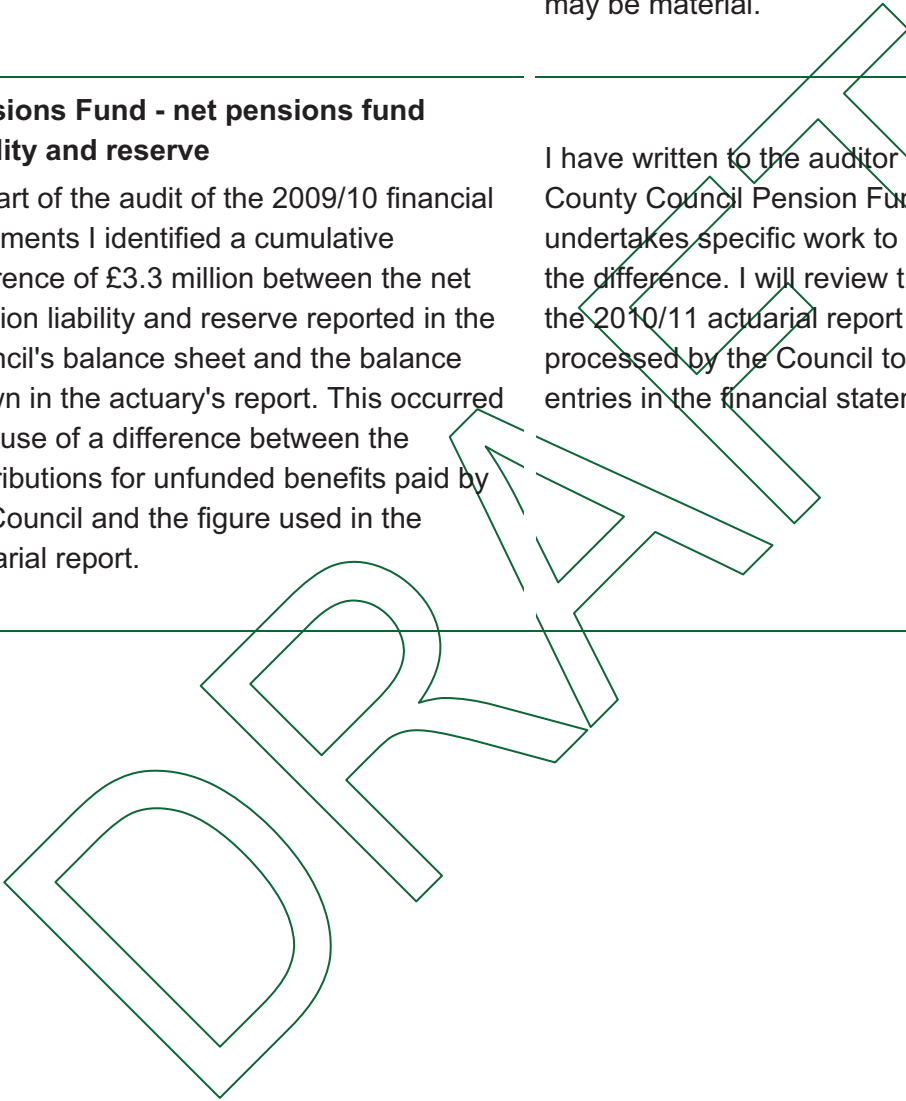 may be material.
sions Fund - net pensions fund
lity and reserve
art of the audit of the 2009/10 financial
ments I identified a cumulative
rence of £3.3 million between the net
ion liability and reserve reported in the
ncil's balance sheet and the balance
wn in the actuary's report. This occurred
use of a difference between the
ributions for unfunded benefits paid by
Council and the figure used in the
arial report.
I have written to the auditor
County Council Pension Fu
undertakes specific work to
the difference. I will review t
the 2010/11 actuarial report
processed by the Council to
entries in the financial stater
DRAFT